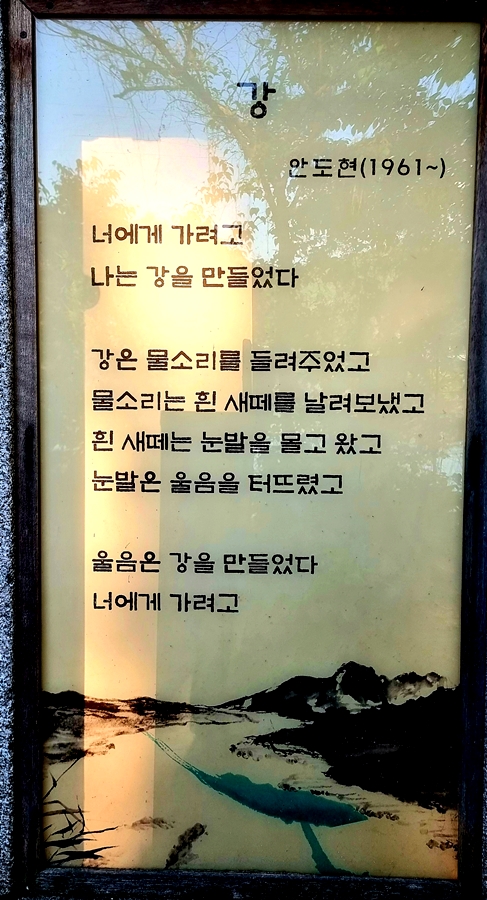 강
안도현(1961~)
너에게 가려고
나는 강을 만들었다
강은 물소리를 들려주었고
물소리는 흰 새떼를 날려보냈고
흰 새떼는 눈발을 몰고 왔고
눈발은 울음을 터뜨렸고
울음은 강을 만들었다
너에게 가려고